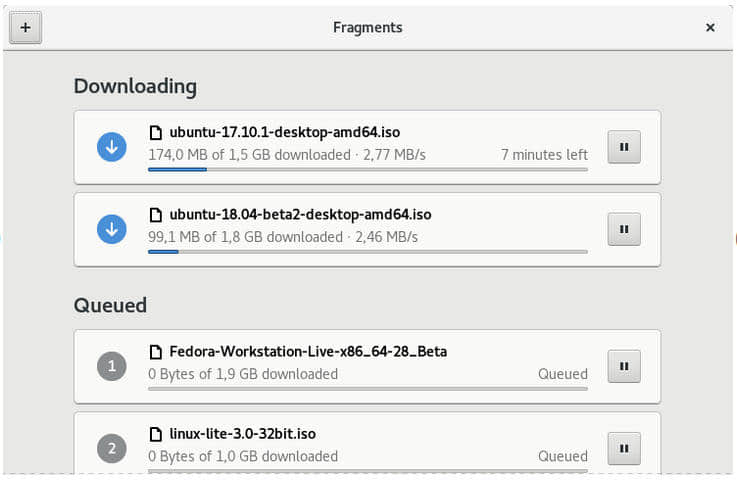 Fragments
Downloading
ubuntu-17.10.1-desktop-amd64.iso
174,0 MB of 1,5 GB downloaded · 2,77 MB/s 7 minutes left
ubuntu-18.04-beta2-desktop-amd64.iso
99,1 MB of 1,8 GB downloaded · 2,46 MB/s
Queued
1 Fedora-Workstation-Live-x86_64-28_Beta
0 Bytes of 1,9 GB downloaded Queued
2 linux-lite-3.0-32bit.iso
0 Bytes of 1,0 GB downloaded Queued